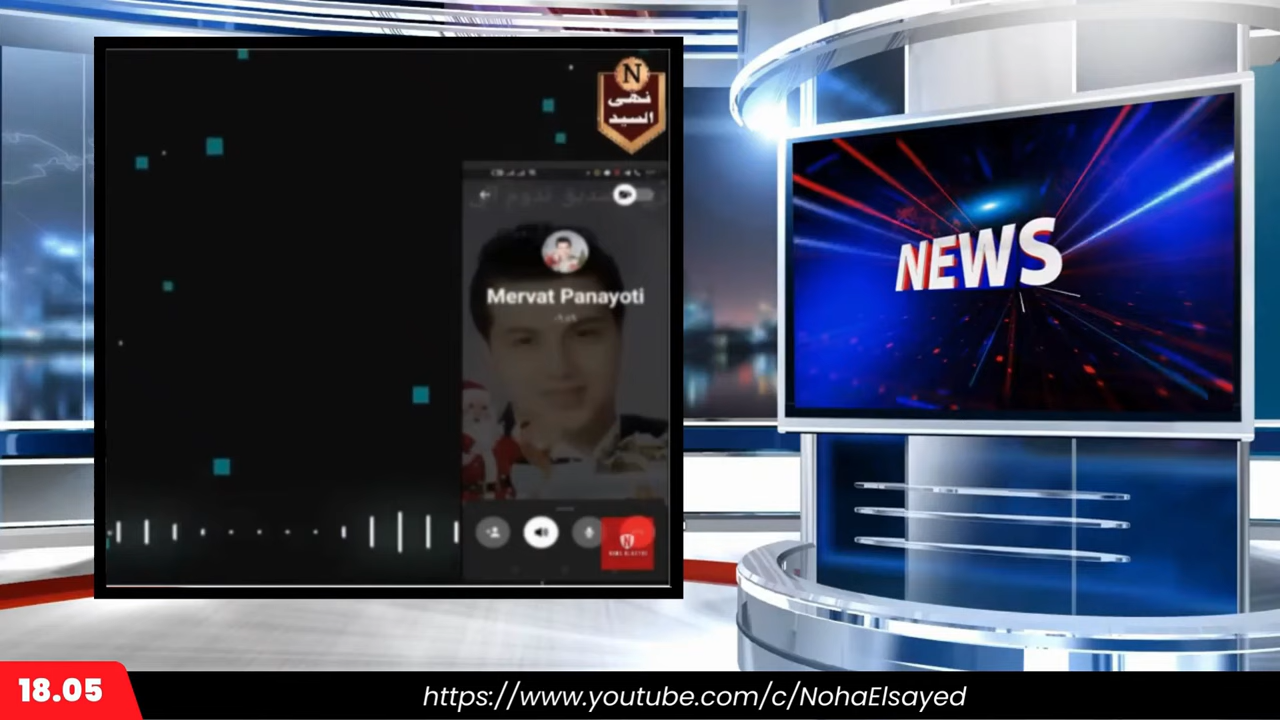 N
نهى
السيد
Mervat Panayoti
NEWS
18.05
https://www.youtube.com/c/NohaElsayed